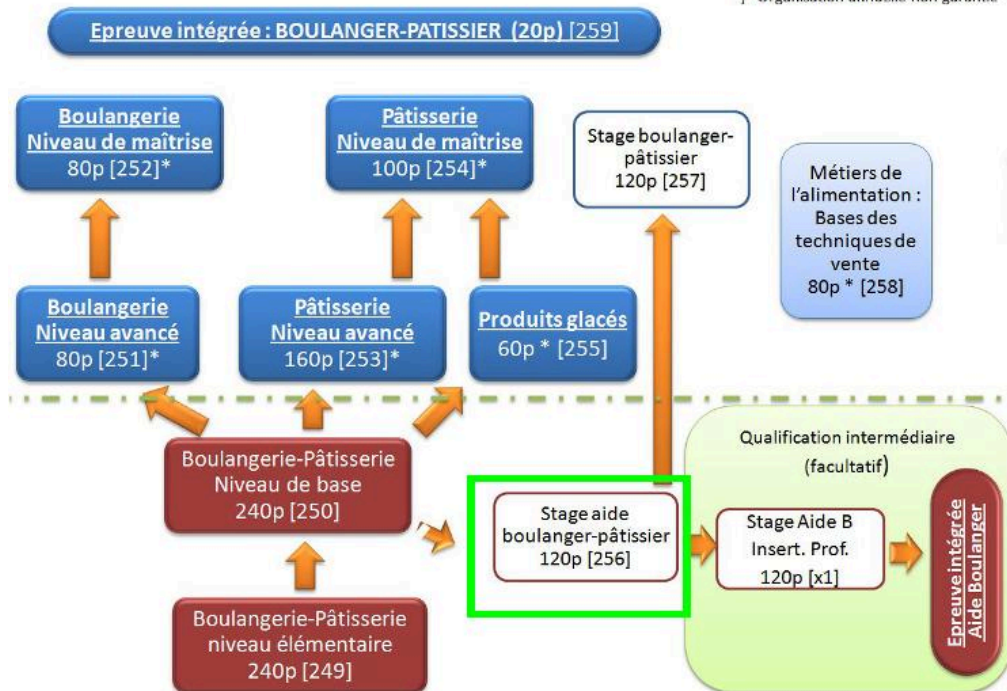 Epreuve intégrée : BOULANGER-PATISSIER (20p) [259]
Boulangerie
Niveau de maîtrise
80p [252]*
Pâtisserie
Niveau de maîtrise
100p [254]*
Stage boulanger-
pâtissier
120p [257]
Métiers de
l'alimentation :
Bases des
techniques de
vente
80p * [258]
Boulangerie
Niveau avancé
80p [251]*
Pâtisserie
Niveau avancé
160p [253]*
Produits glacés
60p * [255]
Boulangerie-Pâtisserie
Niveau de base
240p [250]
Stage aide
boulanger-pâtissier
120p [256]
Qualification intermédiaire
(facultatif)
Stage Aide B
Insert. Prof.
120p [x1]
Epreuve intégrée
Aide Boulanger
Boulangerie-Pâtisserie
niveau élémentaire
240p [249]